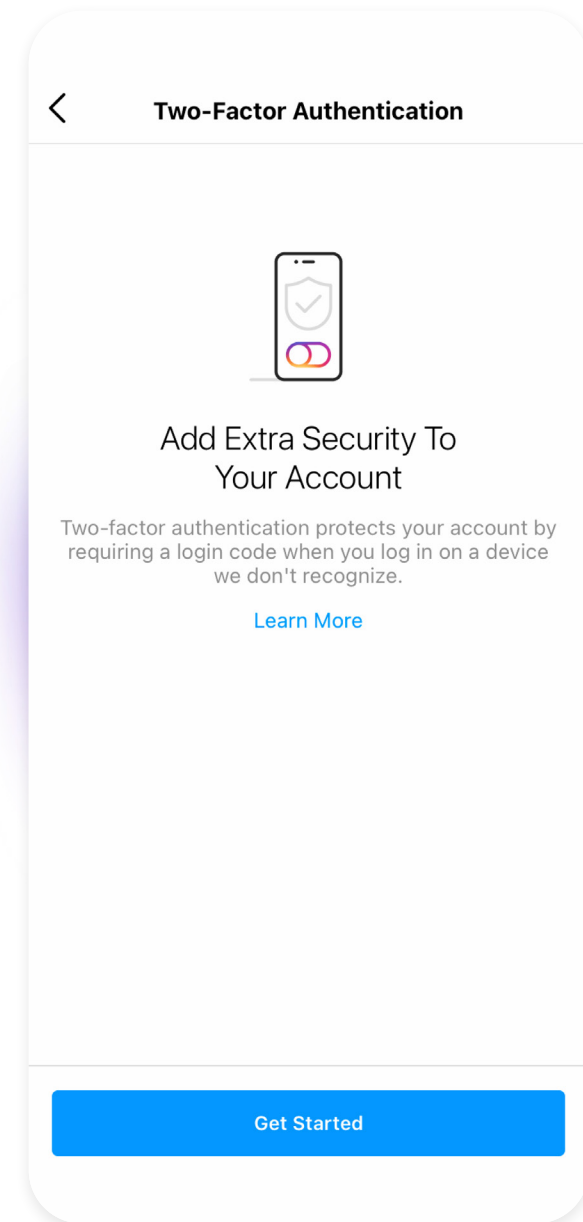 Two-Factor Authentication
Add Extra Security To
Your Account
Two-factor authentication protects your account by
requiring a login code when you log in on a device
we don't recognize.
Learn More
Get Started